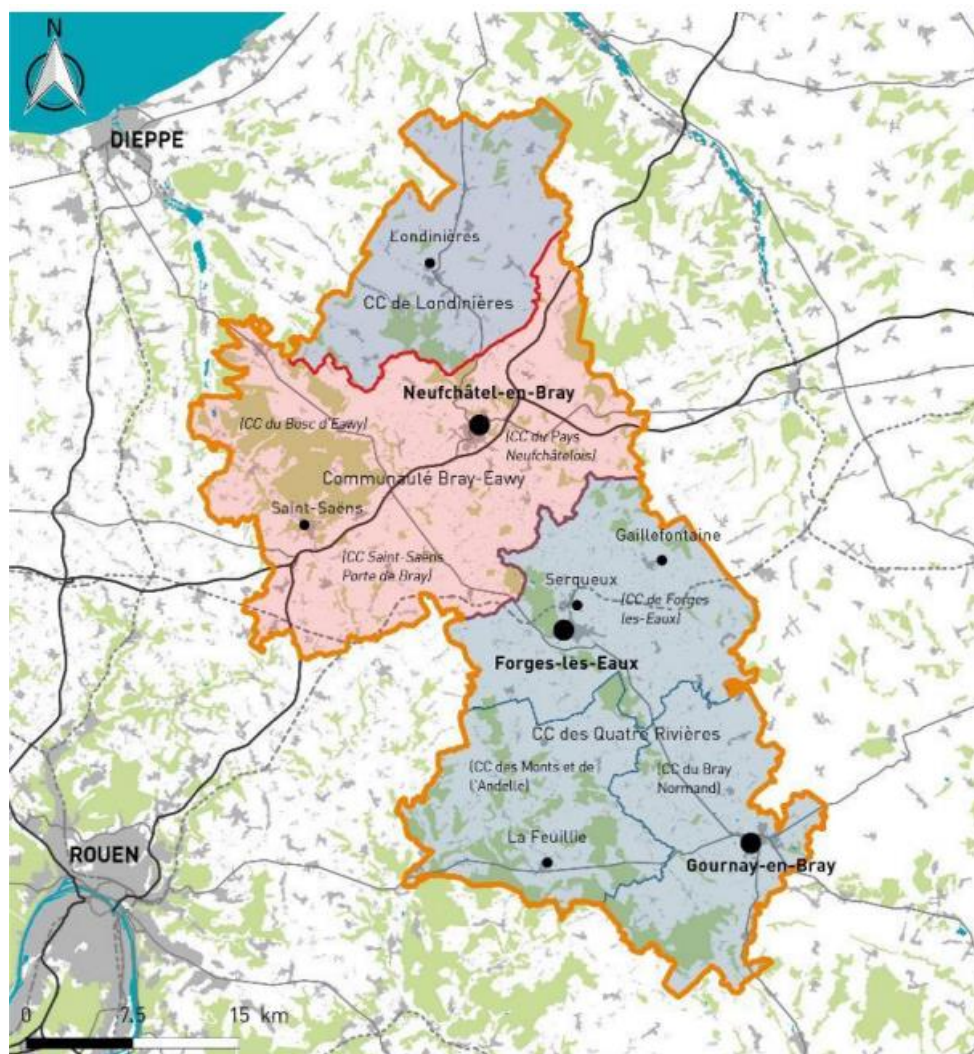 N
DIEPPE
Londinières
CC de Londinières
Neufchâtel-en-Bray
(CC du Bosc d'Eawy)
(CC du Pays
Neufchâtelois)
Communauté Bray-Eawy
Saint-Saëns
Gaillefontaine
(CC Saint-Saëns
Porte de Bray)
Serqueux
(CC de Forges
les-Eaux)
Forges-les-Eaux
CC des Quatre Rivières
(CC des Monts et de
l'Andelle)
(CC du Bray
Normand)
ROUEN
La Feuillie
Gournay-en-Bray
0 7.5 15 km